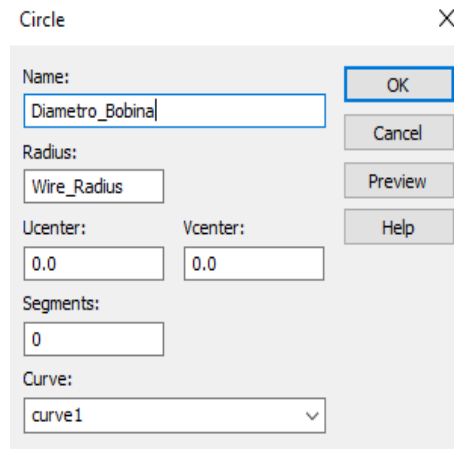 Circle
Name:
Diametro_Bobina
OK
Cancel
Radius:
Wire_Radius
Preview
Ucenter: Vcenter:
Help
0.0 0.0
Segments:
0
Curve:
curve1